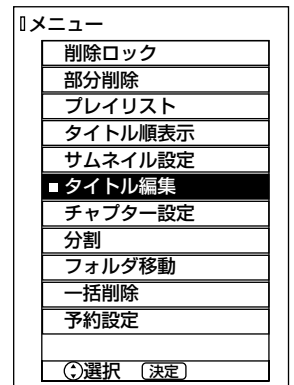 メニュー
削除ロック
部分削除
プレイリスト
タイトル順表示
サムネイル設定
タイトル編集
チャプター設定
分割
フォルダ移動
一括削除
予約設定
選択 決定